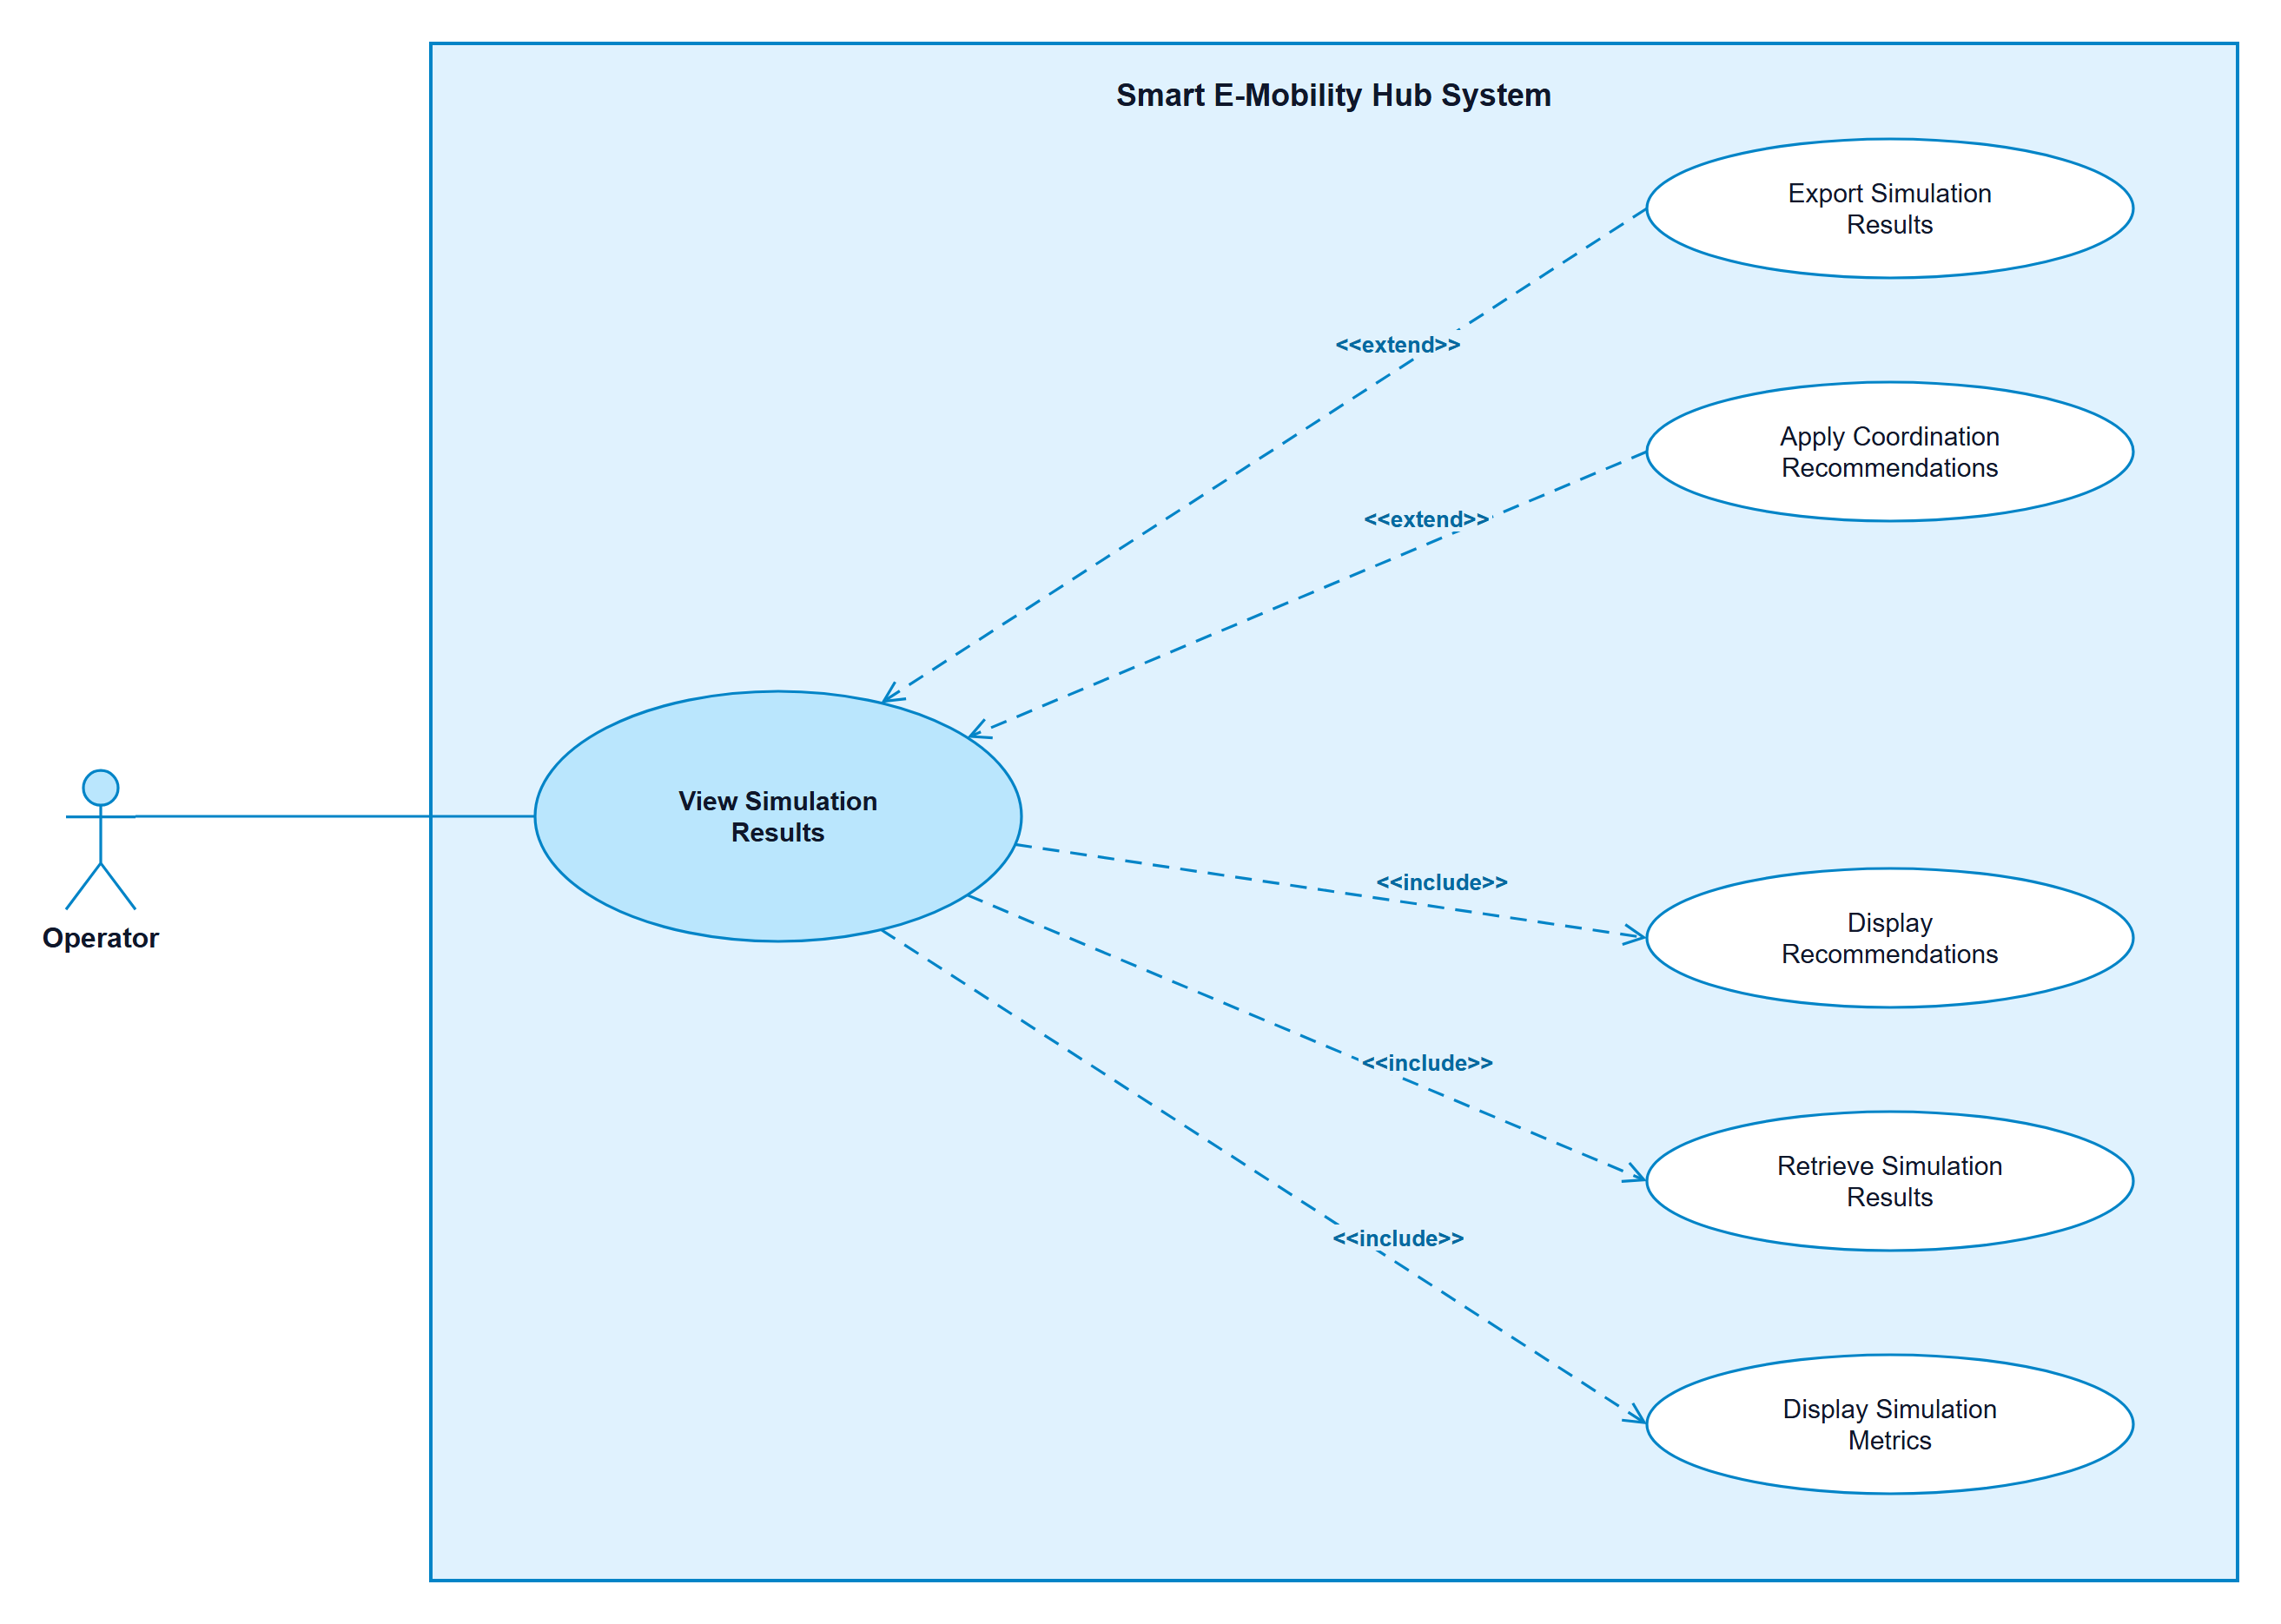 Smart E-Mobility Hub System
Export Simulation
Results
<<extend>>
Apply Coordination
Recommendations
<<extend>>
View Simulation
Results
Operator
<<include>>
Display
Recommendations
<<include>>
Retrieve Simulation
Results
<<include>>
Display Simulation
Metrics